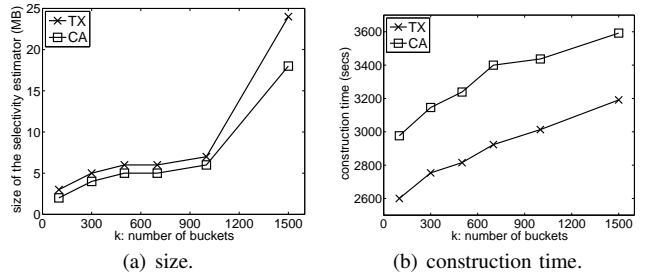 size of the selectivity estimator (MB)
25
20
15
10
5
0
TX
CA
0 300 600 900 1200 1500
k: number of buckets
(a) size.
construction time (secs)
3600
3400
3200
3000
2800
2600
TX
CA
0 300 600 900 1200 1500
k: number of buckets
(b) construction time.